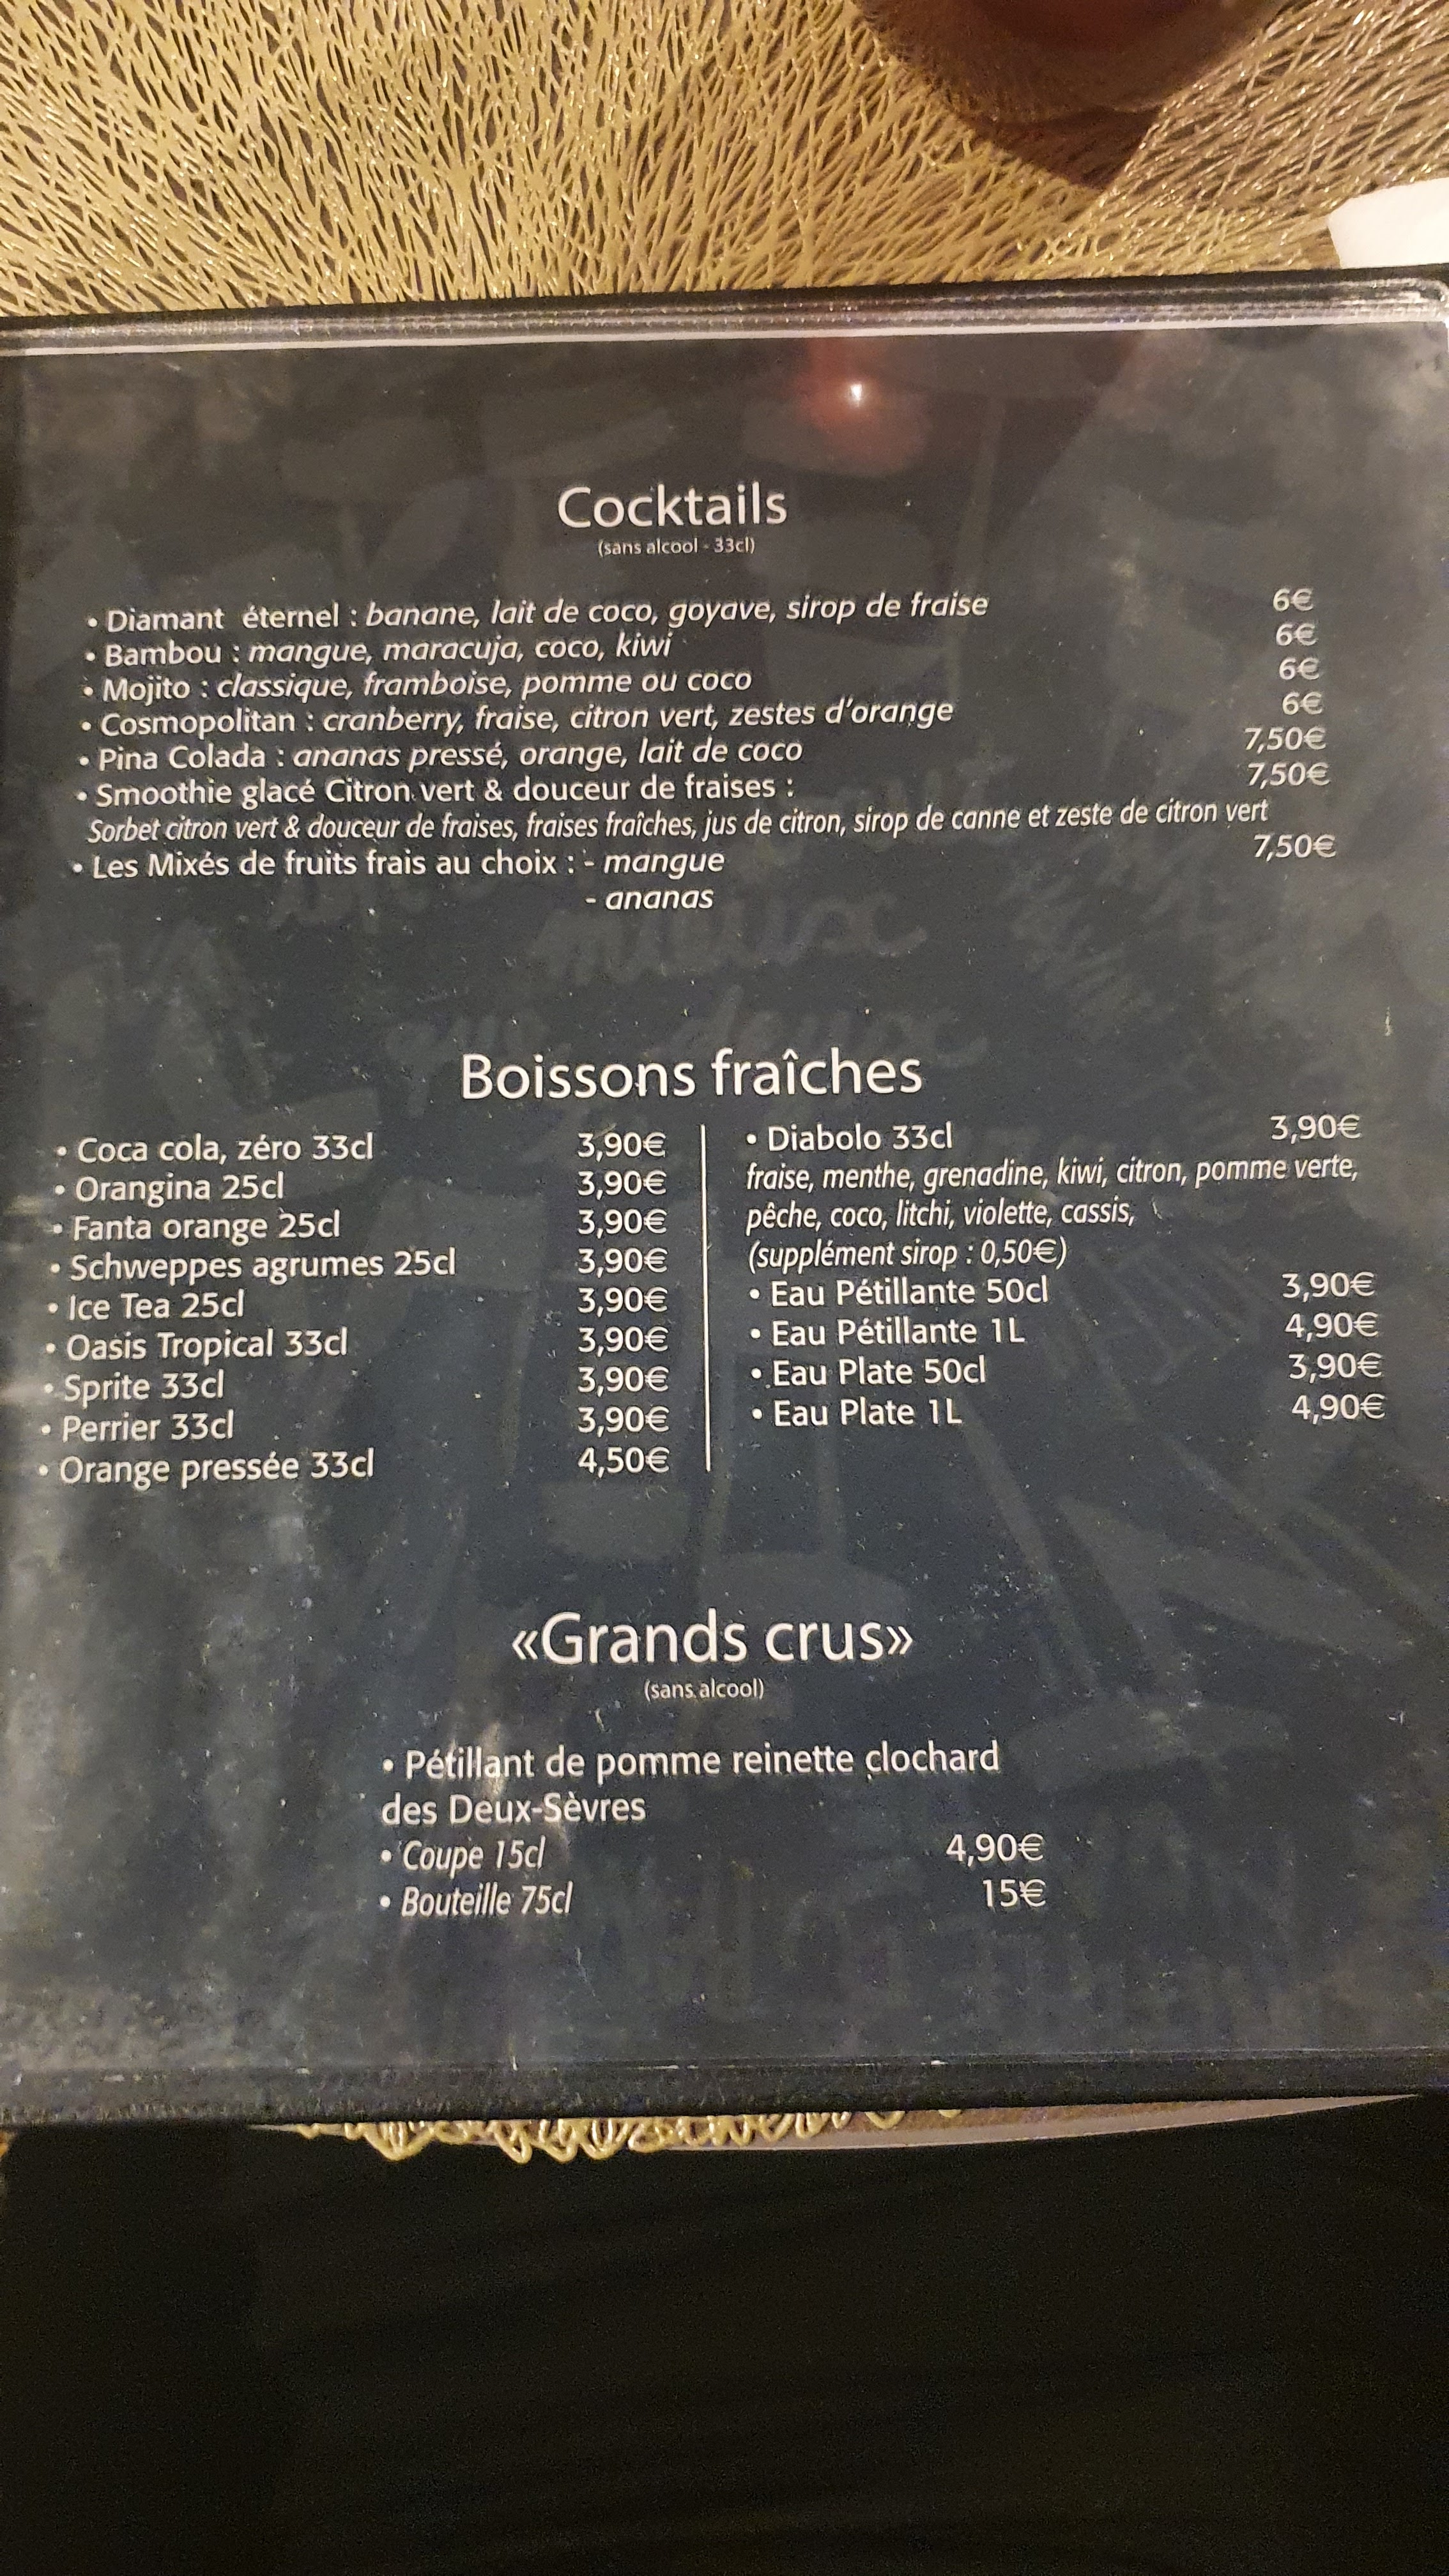 Cocktails
(sans alcool - 33cl)
• Diamant éternel : banane, lait de coco, goyave, sirop de fraise 6€
• Bambou : mangue, maracuja, coco, kiwi 6€
• Mojito : classique, framboise, pomme ou coco 6€
• Cosmopolitan : cranberry, fraise, citron vert, zestes d'orange 6€
• Pina Colada : ananas pressé, orange, lait de coco 7,50€
• Smoothie glacé Citron vert & douceur de fraises : 7,50€
Sorbet citron vert & douceur de fraises, fraises fraîches, jus de citron, sirop de canne et zeste de citron vert
• Les Mixés de fruits frais au choix : - mangue 7,50€
- ananas
Boissons fraîches
• Coca cola, zéro 33cl 3,90€
• Orangina 25cl 3,90€
• Fanta orange 25cl 3,90€
• Schweppes agrumes 25cl 3,90€
• Ice Tea 25cl 3,90€
• Oasis Tropical 33cl 3,90€
• Sprite 33cl 3,90€
• Perrier 33cl 3,90€
• Orange pressée 33cl 4,50€
• Diabolo 33cl 3,90€
fraise, menthe, grenadine, kiwi, citron, pomme verte,
pêche, coco, litchi, violette, cassis,
(supplément sirop : 0,50€)
• Eau Pétillante 50cl 3,90€
• Eau Pétillante 1L 4,90€
• Eau Plate 50cl 3,90€
• Eau Plate 1L 4,90€
«Grands crus»
(sans alcool)
• Pétillant de pomme reinette clochard
des Deux-Sèvres
• Coupe 15cl 4,90€
• Bouteille 75cl 15€